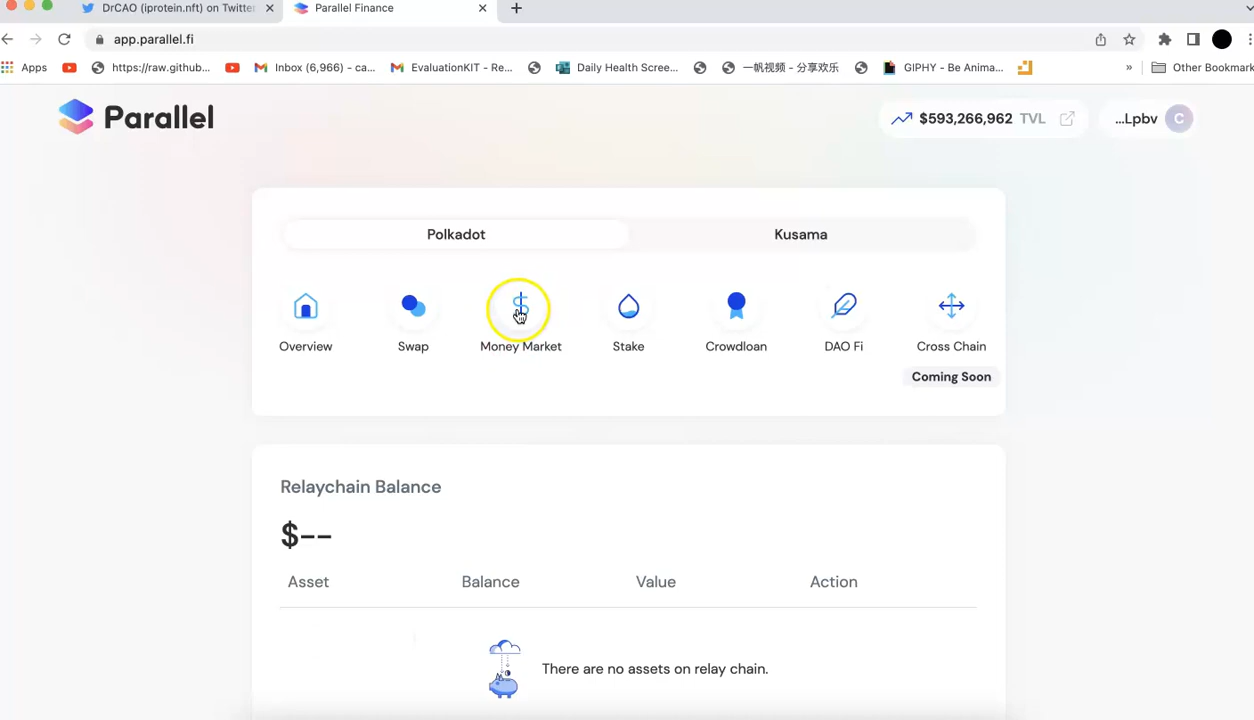 DrCAO (iprotein.nft) on Twitter
Parallel Finance
app.parallel.fi
Apps
https://raw.github...
Inbox (6,966) – ca...
EvaluationKIT - Re...
Daily Health Scree...
一帆视频 - 分享欢乐
GIPHY - Be Anima...
Other Bookmark
Parallel
$593,266,962 TVL
...Lpbv C
Polkadot
Kusama
Overview
Swap
Money Market
Stake
Crowdloan
DAO Fi
Cross Chain
Coming Soon
Relaychain Balance
$--
Asset
Balance
Value
Action
There are no assets on relay chain.